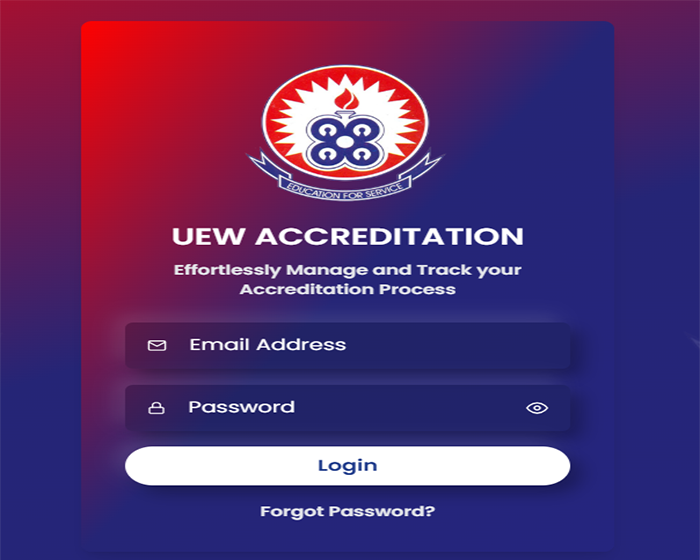 EDUCATION FOR SERVICE
UEW ACCREDITATION
Effortlessly Manage and Track your
Accreditation Process
Email Address
Password
Login
Forgot Password?